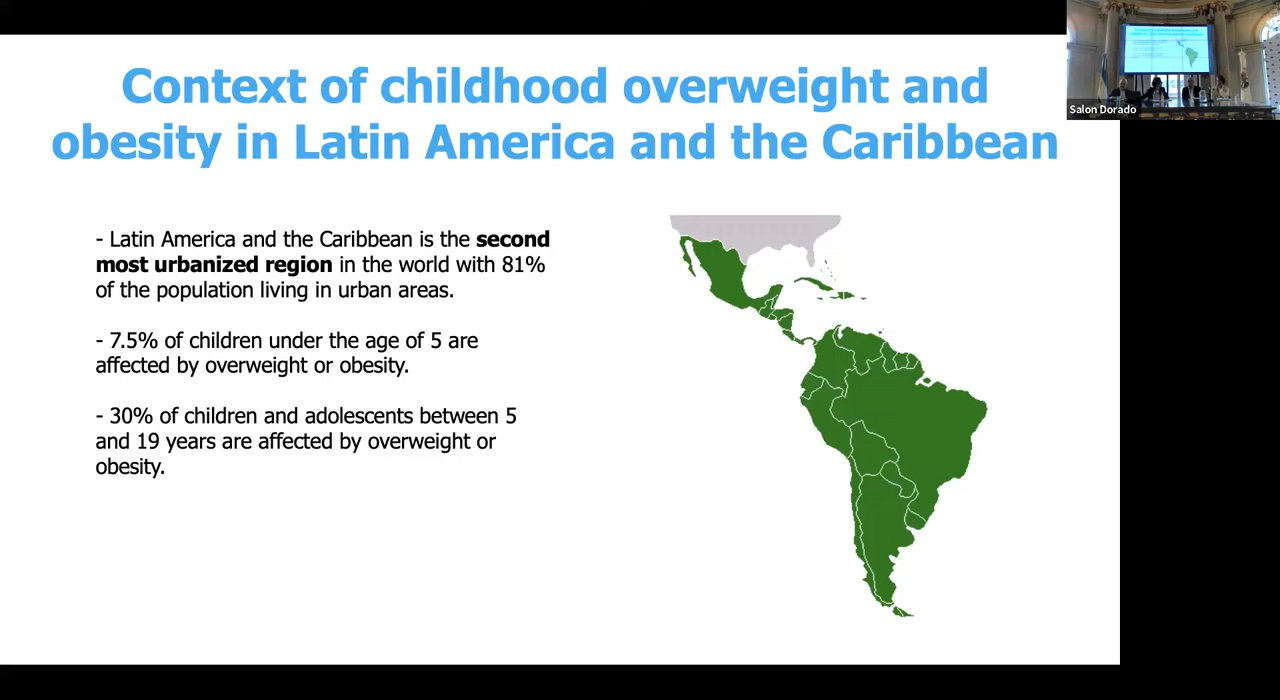 Context of childhood overweight and
obesity in Latin America and the Caribbean
Salon Dorado
- Latin America and the Caribbean is the second
most urbanized region in the world with 81%
of the population living in urban areas.
- 7.5% of children under the age of 5 are
affected by overweight or obesity.
- 30% of children and adolescents between 5
and 19 years are affected by overweight or
obesity.